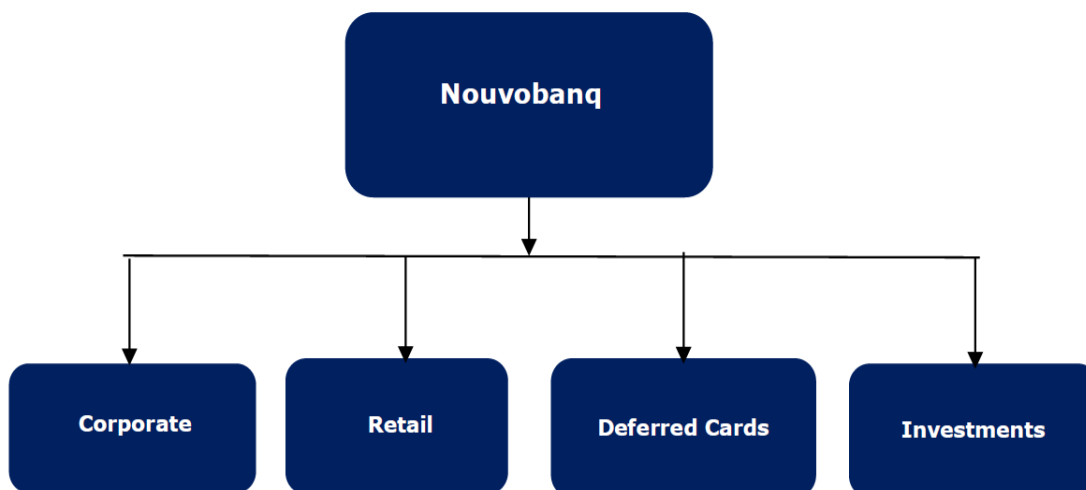 Nouvobanq
Corporate
Retail
Deferred Cards
Investments